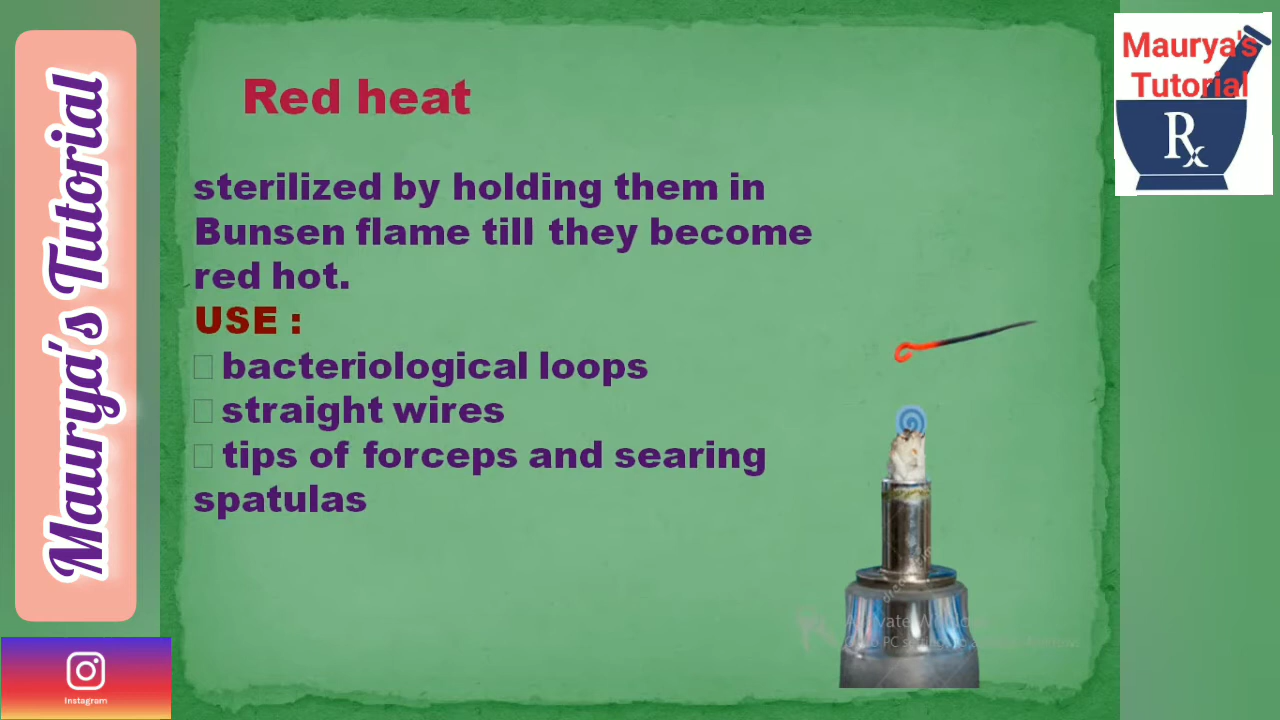 Maurya's Tutorial
Instagram
Red heat
sterilized by holding them in
Bunsen flame till they become
red hot.
USE :
bacteriological loops
straight wires
tips of forceps and searing
spatulas
Maurya's
Tutorial
Rx